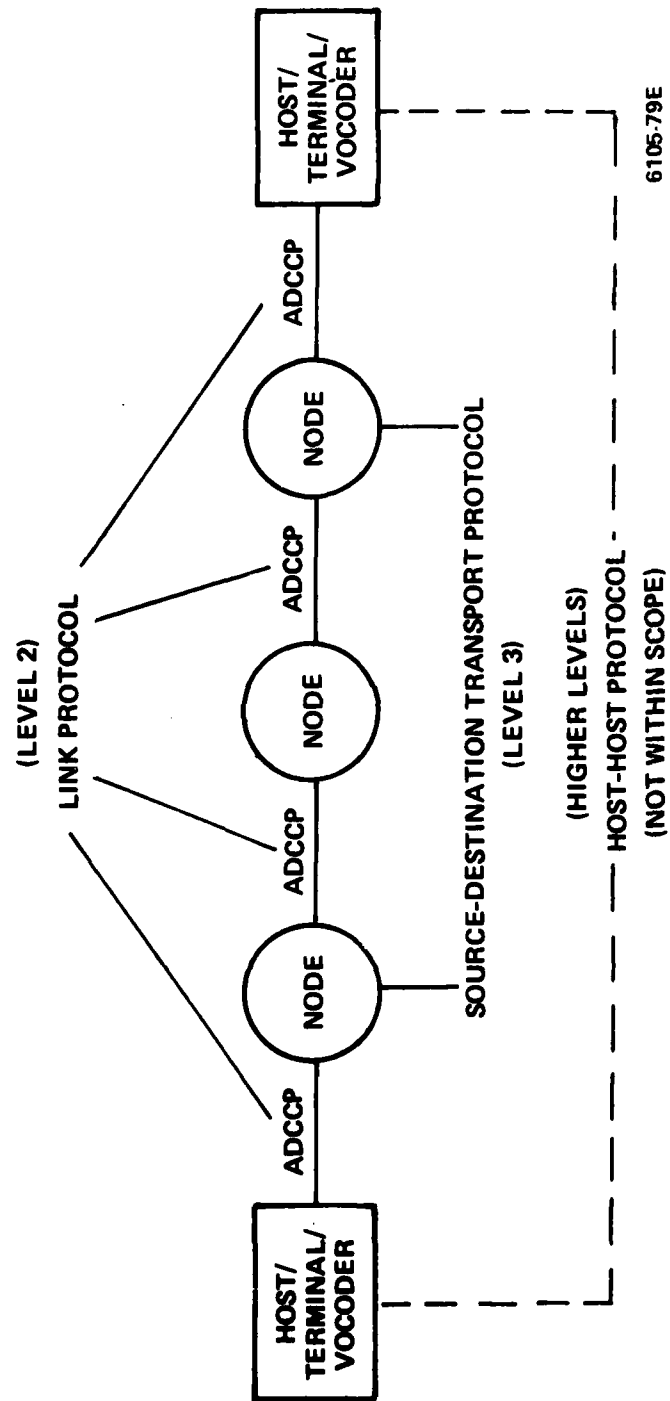 (LEVEL 2)
LINK PROTOCOL
HOST/
TERMINAL/
VOCODER
ADCCP
NODE
ADCCP
NODE
ADCCP
NODE
ADCCP
HOST/
TERMINAL/
VOCODER
SOURCE-DESTINATION TRANSPORT PROTOCOL
(LEVEL 3)
(HIGHER LEVELS)
HOST-HOST PROTOCOL
(NOT WITHIN SCOPE)
6105-79E